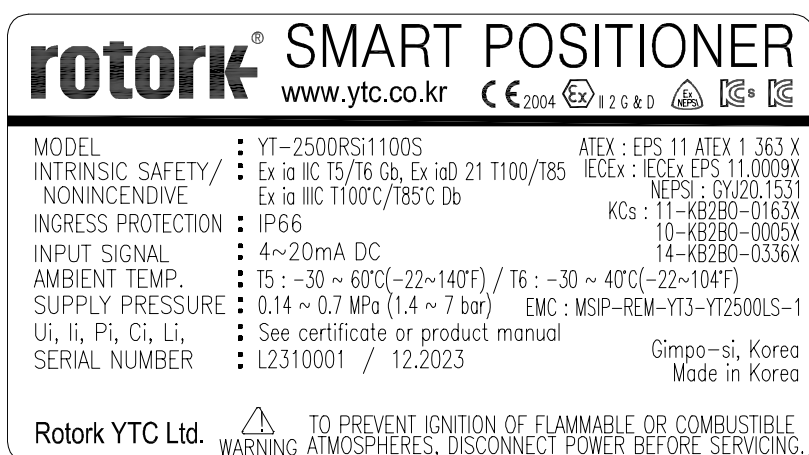 rotork® SMART POSITIONER
www.ytc.co.kr CE 2004 Ex II 2 G & D Ex NEPSI KCs KC
MODEL : YT-2500RSi1100S ATEX : EPS 11 ATEX 1 363 X
INTRINSIC SAFETY/ : Ex ia IIC T5/T6 Gb, Ex iaD 21 T100/T85 IECEx : IECEx EPS 11.0009X
NONINCENDIVE Ex ia IIIC T100°C/T85°C Db NEPSI : GYJ20.1531
INGRESS PROTECTION : IP66 KCs : 11-KB2BO-0163X
10-KB2BO-0005X
INPUT SIGNAL : 4~20mA DC 14-KB2BO-0336X
AMBIENT TEMP. : T5 : -30 ~ 60°C(-22~140°F) / T6 : -30 ~ 40°C(-22~104°F)
SUPPLY PRESSURE : 0.14 ~ 0.7 MPa (1.4 ~ 7 bar) EMC : MSIP-REM-YT3-YT2500LS-1
Ui, Ii, Pi, Ci, Li, : See certificate or product manual
SERIAL NUMBER : L2310001 / 12.2023
Gimpo-si, Korea
Made in Korea
Rotork YTC Ltd. WARNING TO PREVENT IGNITION OF FLAMMABLE OR COMBUSTIBLE
ATMOSPHERES, DISCONNECT POWER BEFORE SERVICING.